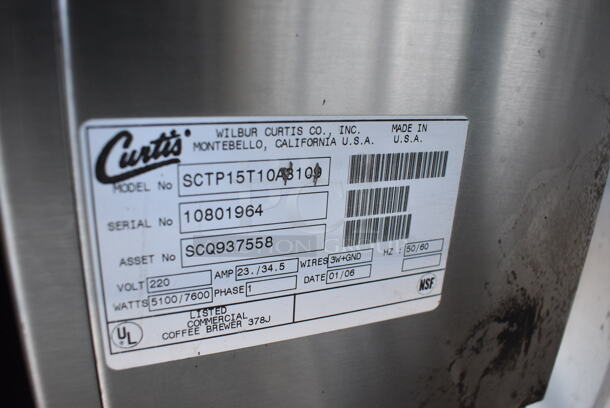 Curtis®
WILBUR CURTIS CO., INC. MADE IN
MONTEBELLO, CALIFORNIA U.S.A. U.S.A.
MODEL No SCTP15T10A3109
SERIAL No 10801964
ASSET No SCQ937558
VOLT 220 AMP 23./34.5 WIRES 3W+GND HZ : 50/60
WATTS 5100/7600 PHASE 1 DATE 01/06
UL LISTED NSF
COMMERCIAL
COFFEE BREWER 378J